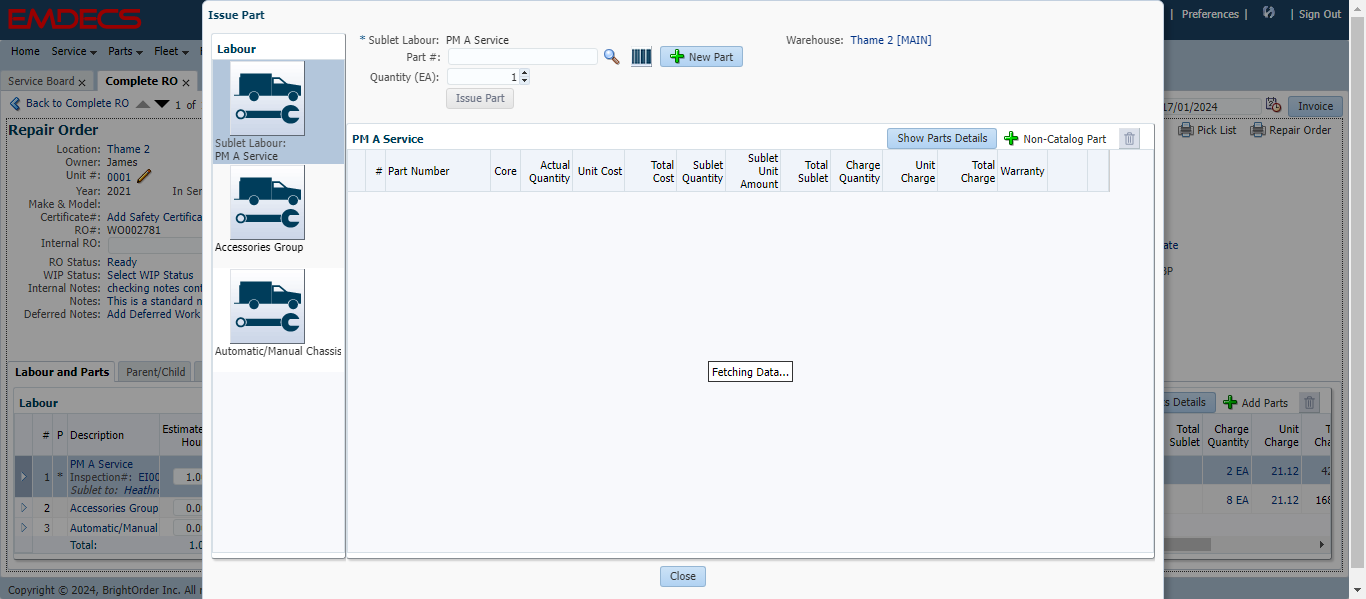 EMDECS
| Preferences | | Sign Out
Home Service Parts Fleet
Service Board x Complete RO x
Back to Complete RO 1 of
17/01/2024 Invoice
Repair Order
Pick List Repair Order
Location: Thame 2
Owner: James
Unit #: 0001
Year: 2021 In Ser
Make & Model:
Certificate#: Add Safety Certifica
RO#: WO002781
Internal RO:
RO Status: Ready
WIP Status: Select WIP Status
Internal Notes: checking notes cont
Notes: This is a standard n
Deferred Notes: Add Deferred Work
Labour and Parts Parent/Child
Labour
# P Description Estimate
Hou
1 * PM A Service
Inspection#: EI00
Sublet to: Heathr
1.0
2 Accessories Group 0.0
3 Automatic/Manual 0.0
Total: 1.0
Copyright © 2024, BrightOrder Inc. All r
Issue Part
Labour
Sublet Labour:
PM A Service
Accessories Group
Automatic/Manual Chassis
* Sublet Labour: PM A Service
Warehouse: Thame 2 [MAIN]
Part #:
New Part
Quantity (EA): 1
Issue Part
PM A Service
Show Parts Details Non-Catalog Part
# Part Number Core Actual Quantity Unit Cost Total Cost Sublet Quantity Sublet Unit Amount Total Sublet Charge Quantity Unit Charge Total Charge Warranty
Fetching Data...
Close
ate
BP
s Details Add Parts
Total Sublet Charge Quantity Unit Charge T
Cha
2 EA 21.12 42
8 EA 21.12 168